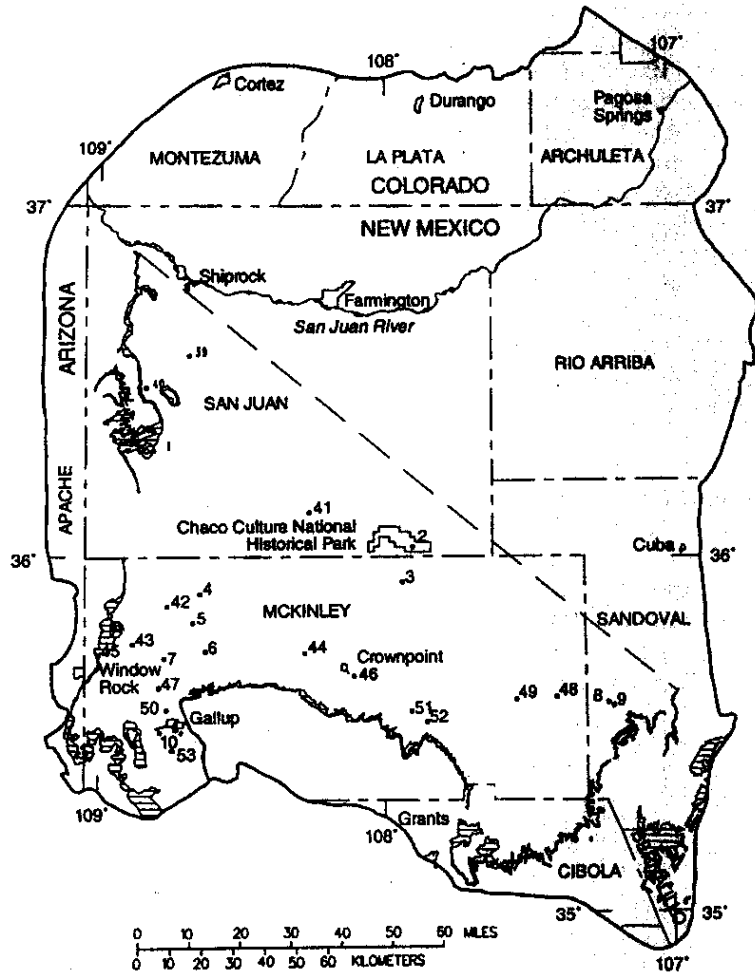 107°
108°
Cortez
Durango
Pagosa
Springs
109°
MONTEZUMA
LA PLATA
ARCHULETA
COLORADO
37°
37°
NEW MEXICO
Shiprock
Farmington
San Juan River
ARIZONA
39
RIO ARRIBA
40
SAN JUAN
1
APACHE
41
Chaco Culture National
Historical Park
2
36°
Cuba
36°
3
4
42
MCKINLEY
5
SANDOVAL
43
6
44
Crownpoint
45
7
Window
Rock
46
47
49
48
8
9
50
51
52
Gallup
10
53
109°
108°
Grants
CIBOLA
35°
35°
107°
0 10 20 30 40 50 60 MILES
0 10 20 30 40 50 60 KILOMETERS